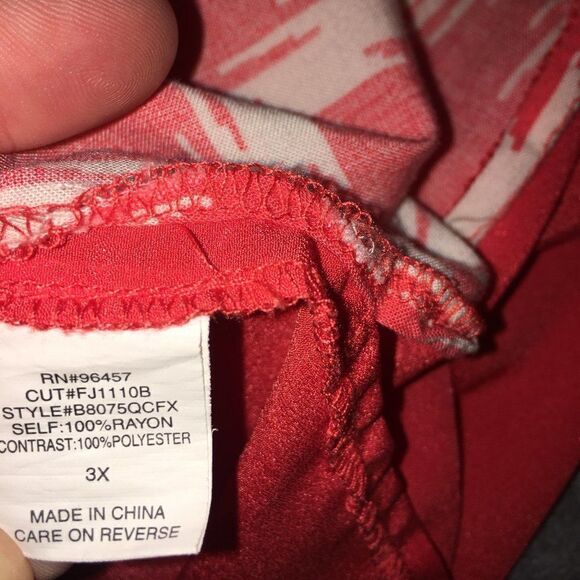 RN#96457
CUT#FJ1110B
STYLE#B8075QCFX
SELF:100%RAYON
CONTRAST:100%POLYESTER
3X
MADE IN CHINA
CARE ON REVERSE